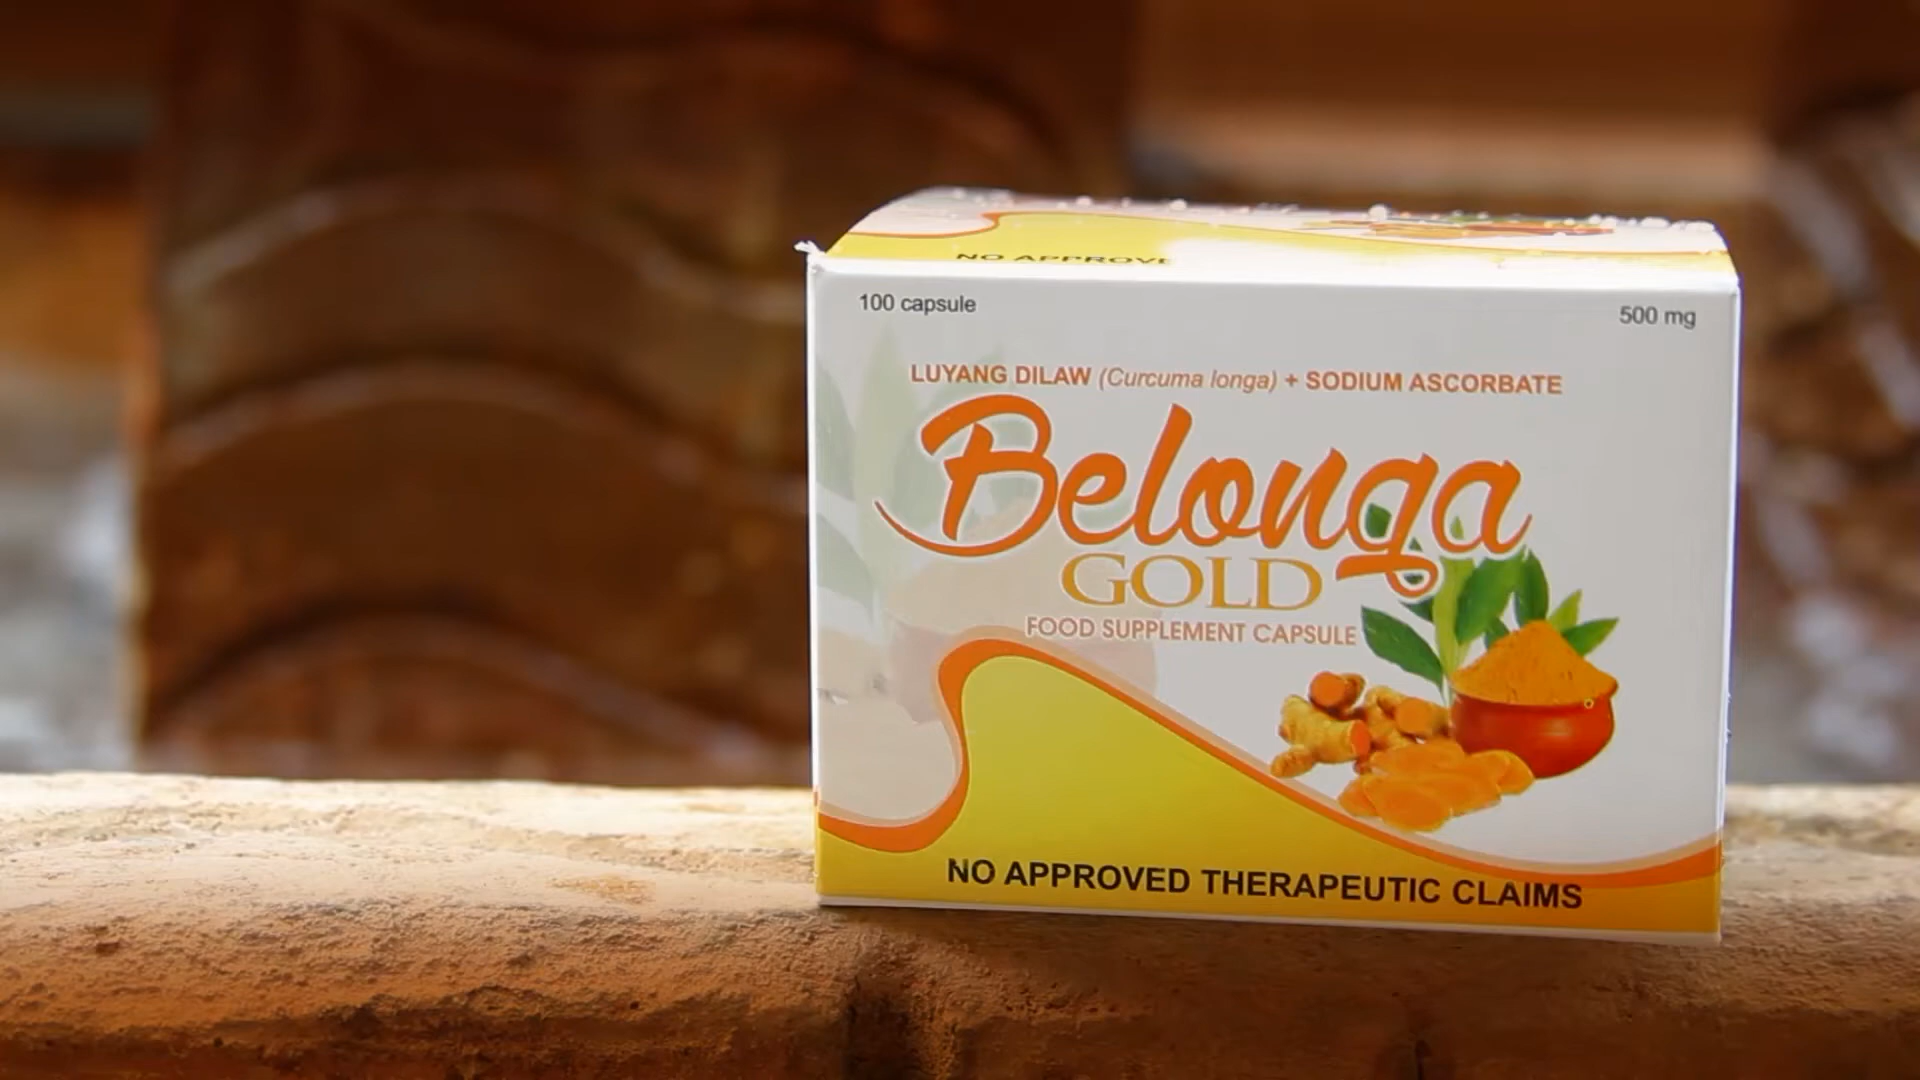 NO APPROVE
100 capsule
500 mg
LUYANG DILAW (Curcuma longa) + SODIUM ASCORBATE
Belonga
GOLD
FOOD SUPPLEMENT CAPSULE
NO APPROVED THERAPEUTIC CLAIMS